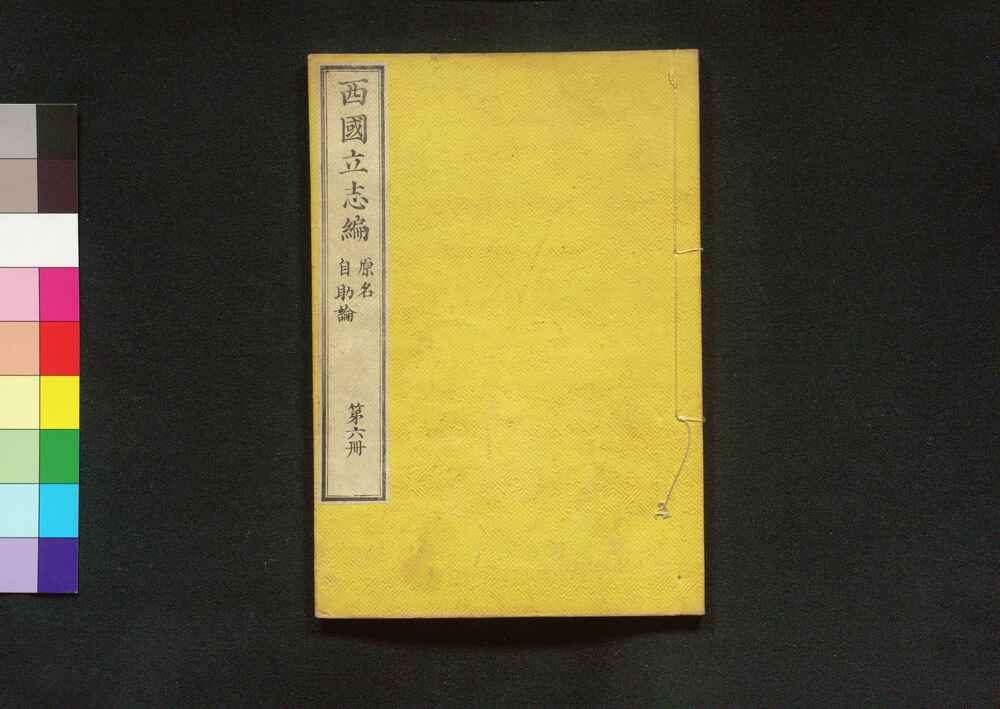 西國立志編
原名
自助論
第六冊